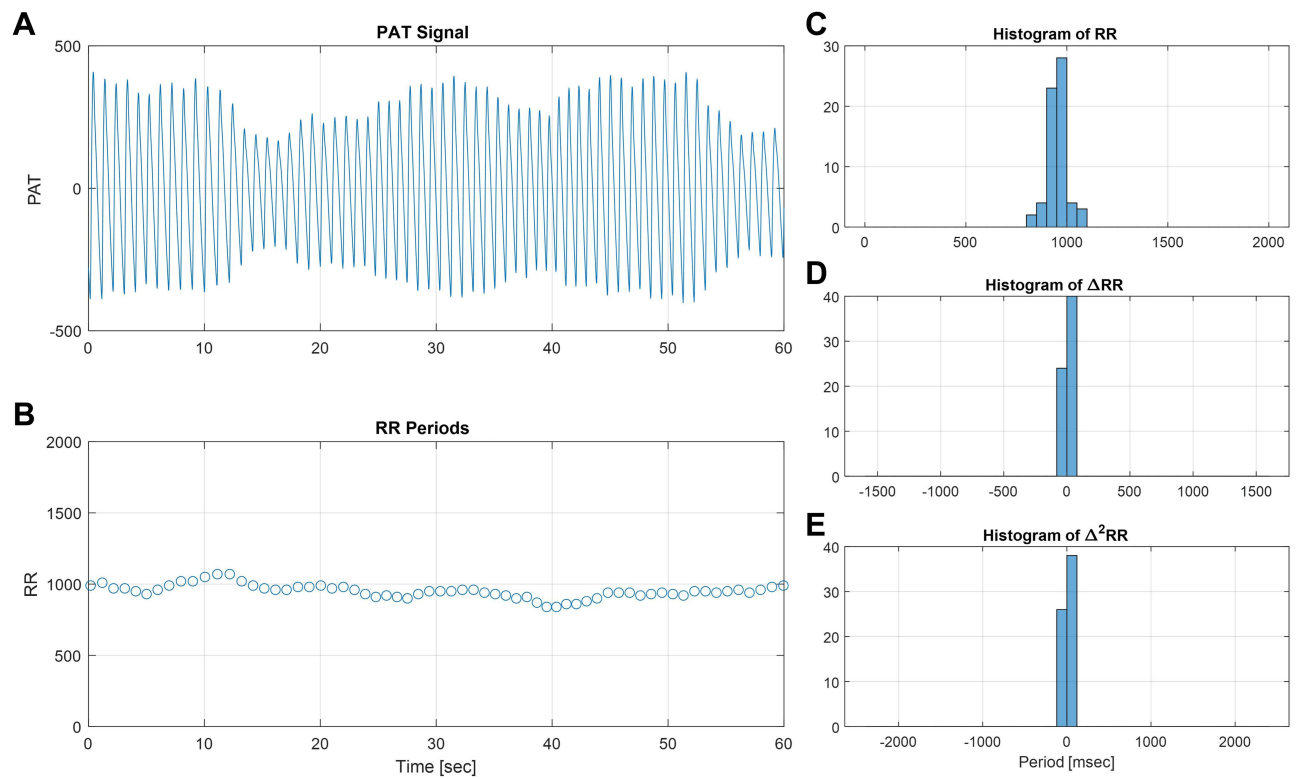 A
PAT Signal
500
0
-500
PAT
0 10 20 30 40 50 60
B
RR Periods
2000
1500
1000
500
0
RR
0 10 20 30 40 50 60
Time [sec]
C
Histogram of RR
30
20
10
0
0 500 1000 1500 2000
D
Histogram of ΔRR
40
30
20
10
0
-1500 -1000 -500 0 500 1000 1500
E
Histogram of Δ²RR
40
30
20
10
0
-2000 -1000 0 1000 2000
Period [msec]